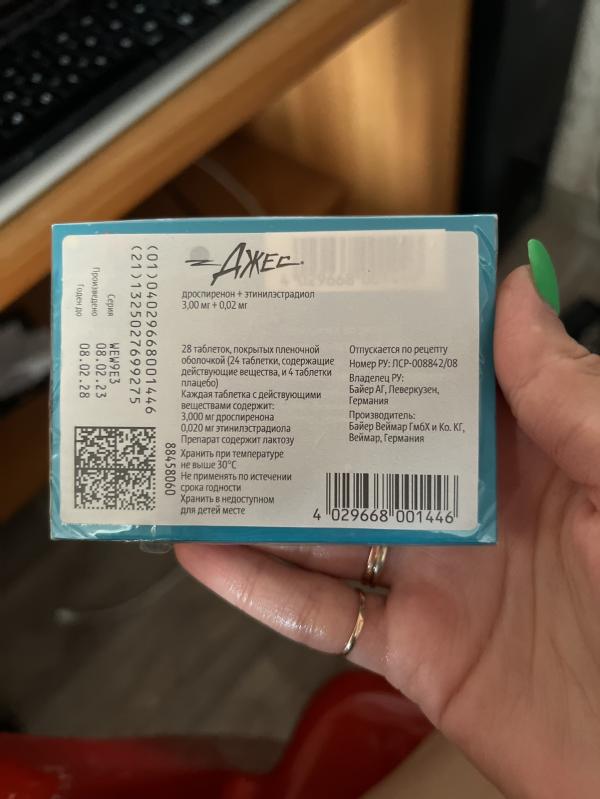 Джес
дроспиренон + этинилэстрадиол
3,00 мг + 0,02 мг
28 таблеток, покрытых пленочной
оболочкой (24 таблетки, содержащие
действующие вещества, и 4 таблетки
плацебо)
Каждая таблетка с действующими
веществами содержит:
3,000 мг дроспиренона
0,020 мг этинилэстрадиола
Препарат содержит лактозу
Хранить при температуре
не выше 30°С
Не применять по истечении
срока годности
Хранить в недоступном
для детей месте
Отпускается по рецепту
Номер РУ: ЛСР-008842/08
Владелец РУ:
Байер АГ, Леверкузен,
Германия
Производитель:
Байер Веймар ГмбХ и Ко. КГ,
Веймар, Германия
4 029668 001446
88458060
(01)04029668001446
(21)1325027699275
Серия WEW9E3
Произведено 08.02.23
Годен до 08.02.28